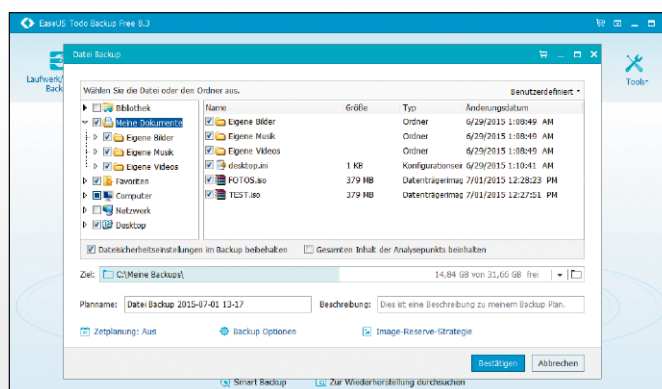 EaseUS Todo Backup Free 8.3
Laufwerk/
Back
Tools
Datei Backup
Wählen Sie die Datei oder den Ordner aus.
Benutzerdefiniert
Bibliothek
Meine Dokumente
Eigene Bilder
Eigene Musik
Eigene Videos
Favoriten
Computer
Netzwerk
Desktop
Name Größe Typ Änderungsdatum
Eigene Bilder Ordner 6/29/2015 1:08:49 AM
Eigene Musik Ordner 6/29/2015 1:08:49 AM
Eigene Videos Ordner 6/29/2015 1:08:49 AM
desktop.ini 1 KB Konfigurationsein 6/29/2015 1:10:41 AM
FOTOS.iso 379 MB Datenträgerimag 7/01/2015 12:28:23 PM
TEST.iso 379 MB Datenträgerimag 7/01/2015 12:27:51 PM
Dateisicherheitseinstellungen im Backup beibehalten Gesamten Inhalt der Analysepunkts beinhalten
Ziel: C:\Meine Backups\ 14,84 GB von 31,66 GB frei
Planname: Datei Backup 2015-07-01 13-17 Beschreibung: Dies ist eine Beschreibung zu meinem Backup Plan.
Zetplanung: Aus Backup Optionen Image-Reserve-Strategie
Bestätigen Abbrechen
Smart Backup Zur Wiederherstellung durchsuchen